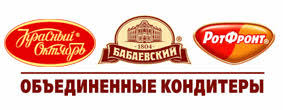 Красный
Октябрь
• 1804 •
БАБАЕВСКИЙ
РотФронт
ОБЪЕДИНЕННЫЕ КОНДИТЕРЫ